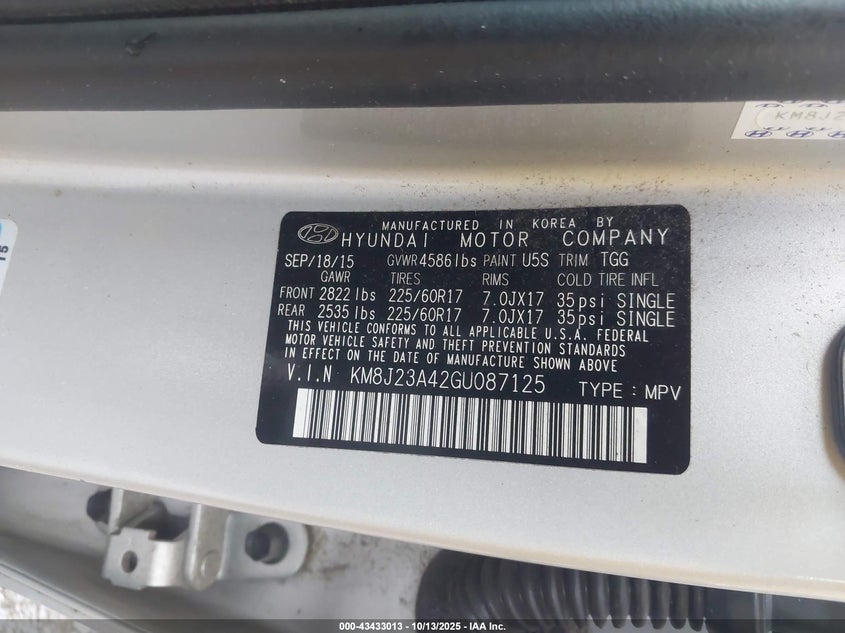 KM8J2
MANUFACTURED IN KOREA BY
HYUNDAI MOTOR COMPANY
SEP/18/15 GVWR 4586 lbs PAINT U5S TRIM TGG
GAWR TIRES RIMS COLD TIRE INFL
FRONT 2822 lbs 225/60R17 7.0JX17 35psi SINGLE
REAR 2535 lbs 225/60R17 7.0JX17 35psi SINGLE
THIS VEHICLE CONFORMS TO ALL APPLICABLE U.S.A. FEDERAL
MOTOR VEHICLE SAFETY AND THEFT PREVENTION STANDARDS
IN EFFECT ON THE DATE OF MANUFACTURE SHOWN ABOVE
V.I.N KM8J23A42GU087125 TYPE : MPV
000-43433013 - 10/13/2025 - IAA Inc.